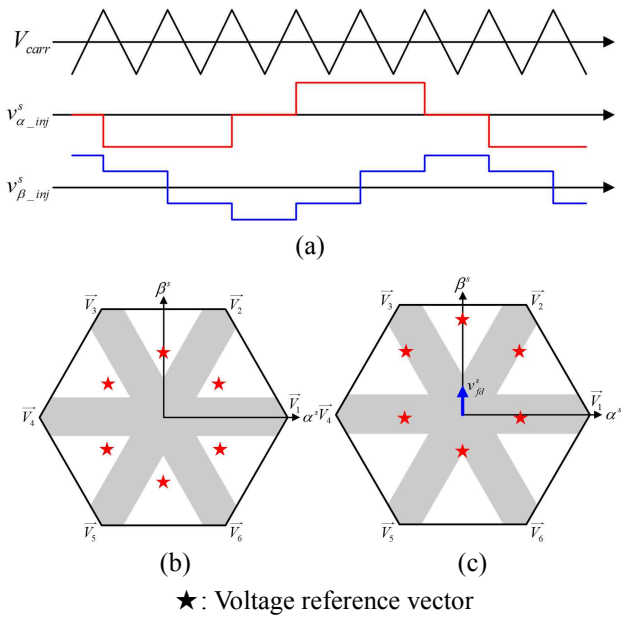 V_carr
v^s_α_inj
v^s_β_inj
(a)
β^s
V₃
V₂
V₄
V₁
α^s
V₅
V₆
(b)
β^s
V₃
V₂
v^s_fd
V₄
V₁
α^s
V₅
V₆
(c)
★: Voltage reference vector